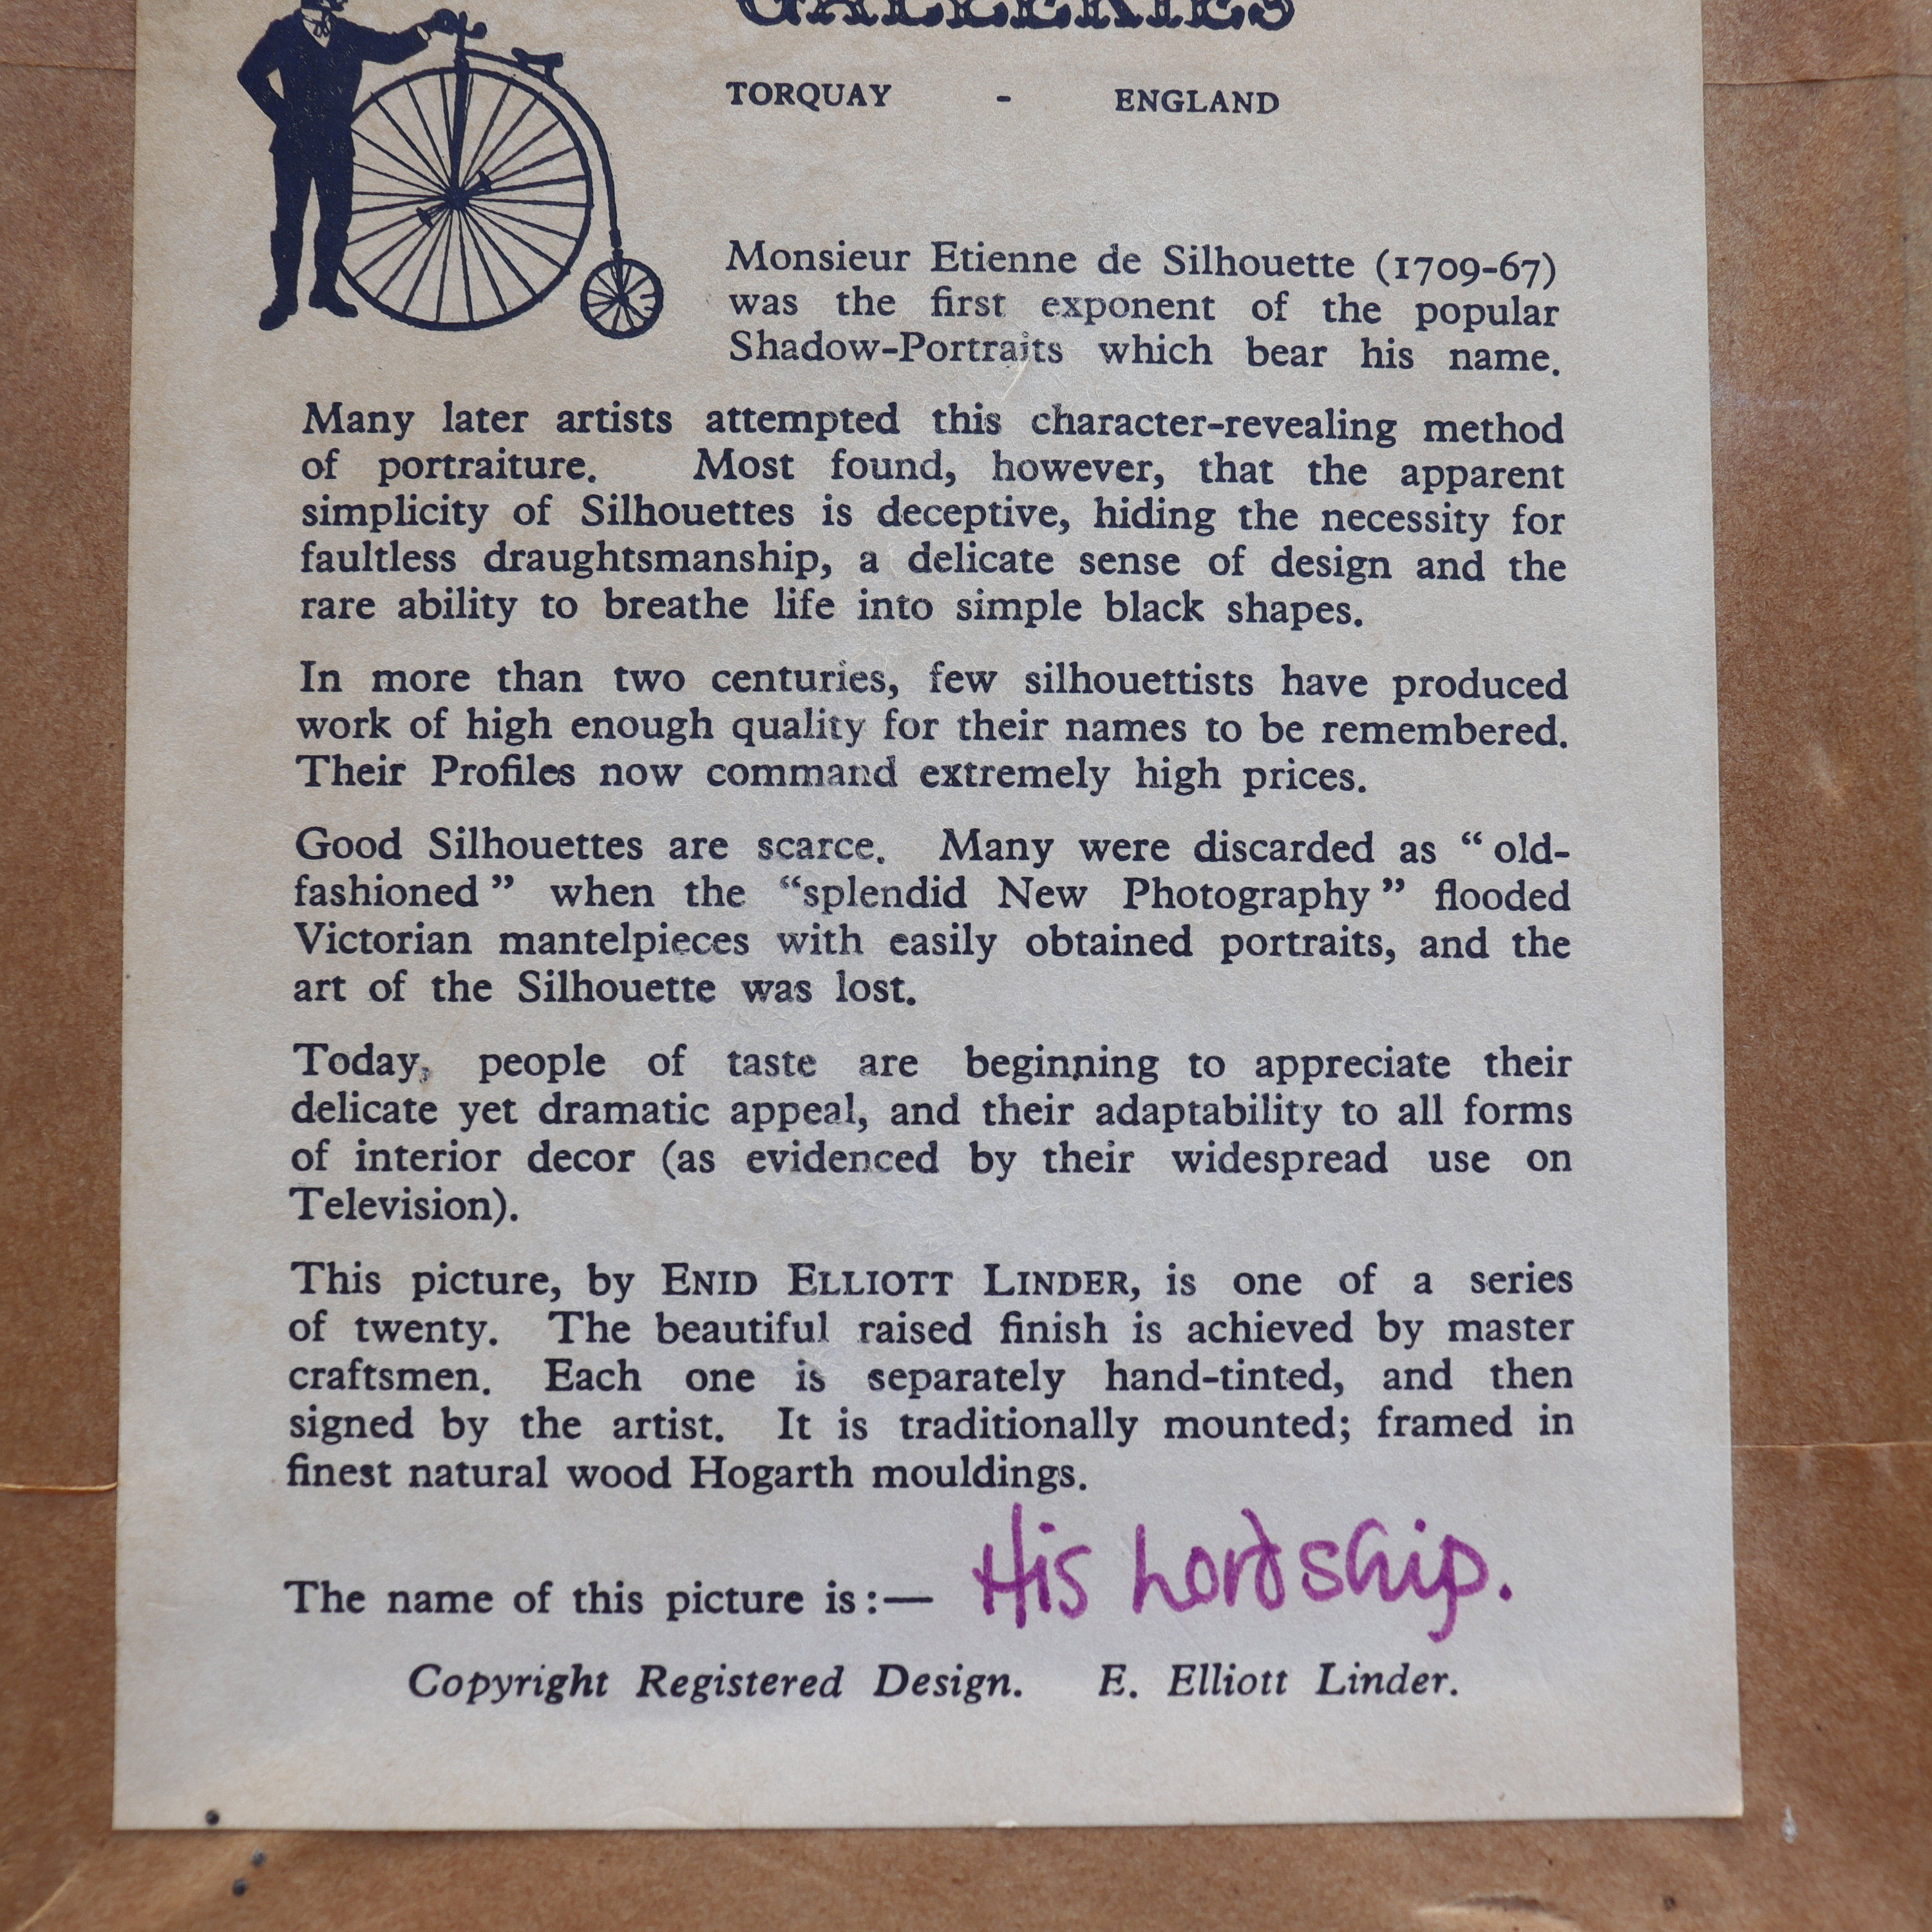 GALLERIES
TORQUAY - ENGLAND
Monsieur Etienne de Silhouette (1709-67)
was the first exponent of the popular
Shadow-Portraits which bear his name.
Many later artists attempted this character-revealing method
of portraiture. Most found, however, that the apparent
simplicity of Silhouettes is deceptive, hiding the necessity for
faultless draughtsmanship, a delicate sense of design and the
rare ability to breathe life into simple black shapes.
In more than two centuries, few silhouettists have produced
work of high enough quality for their names to be remembered.
Their Profiles now command extremely high prices.
Good Silhouettes are scarce. Many were discarded as “old-
fashioned” when the “splendid New Photography” flooded
Victorian mantelpieces with easily obtained portraits, and the
art of the Silhouette was lost.
Today, people of taste are beginning to appreciate their
delicate yet dramatic appeal, and their adaptability to all forms
of interior decor (as evidenced by their widespread use on
Television).
This picture, by ENID ELLIOTT LINDER, is one of a series
of twenty. The beautiful raised finish is achieved by master
craftsmen. Each one is separately hand-tinted, and then
signed by the artist. It is traditionally mounted; framed in
finest natural wood Hogarth mouldings.
The name of this picture is:— His Lordship.
Copyright Registered Design. E. Elliott Linder.